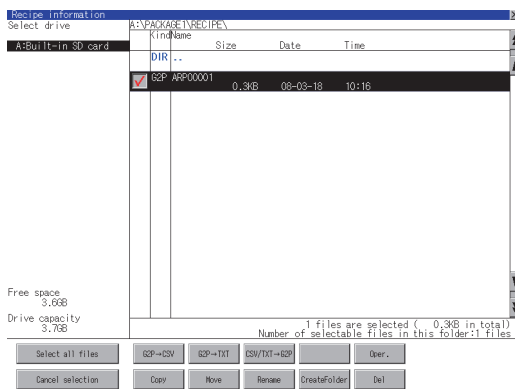 Recipe information
Select drive
A:\PACKAGE1\RECIPE\
Kind Name
Size Date Time
A:Built-in SD card
DIR ..
G2P ARP00001
0.3KB 08-03-18 10:16
Free space
3.6GB
Drive capacity
3.7GB
1 files are selected ( 0.3KB in total)
Number of selectable files in this folder:1 files
Select all files G2P→CSV G2P→TXT CSV/TXT→G2P Oper.
Cancel selection Copy Move Rename CreateFolder Del